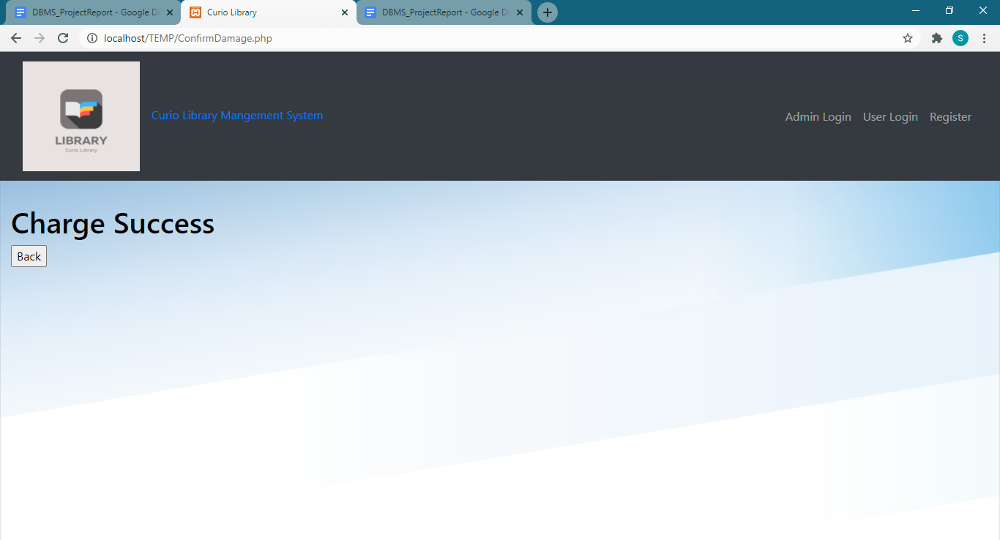 DBMS_ProjectReport - Google D
Curio Library
DBMS_ProjectReport - Google D
localhost/TEMP/ConfirmDamage.php
S
LIBRARY
Curio Library
Curio Library Mangement System
Admin Login
User Login
Register
Charge Success
Back